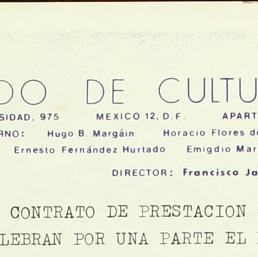 DO DE CULTU
SIDAD, 975 MEXICO 12, D.F. APART
RNO: Hugo B. Margáin Horacio Flores de
Ernesto Fernández Hurtado Emigdio Mar
DIRECTOR: Francisco Ja
CONTRATO DE PRESTACION
LEBRAN POR UNA PARTE EL